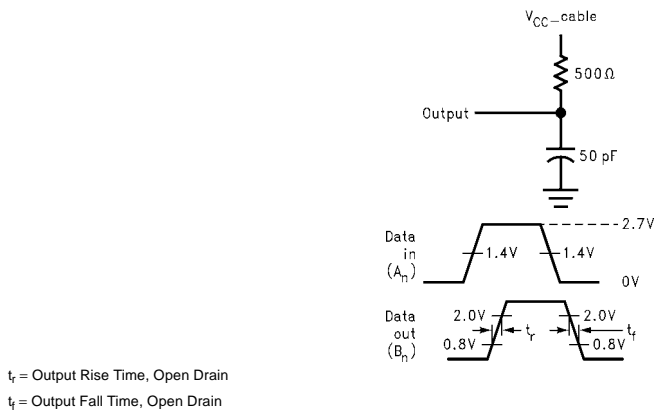 V_CC–cable
500Ω
Output
50 pF
2.7V
Data
in
(A_n)
1.4V 1.4V
0V
Data
out
(B_n)
2.0V 2.0V
t_r t_f
0.8V 0.8V
t_r = Output Rise Time, Open Drain
t_f = Output Fall Time, Open Drain